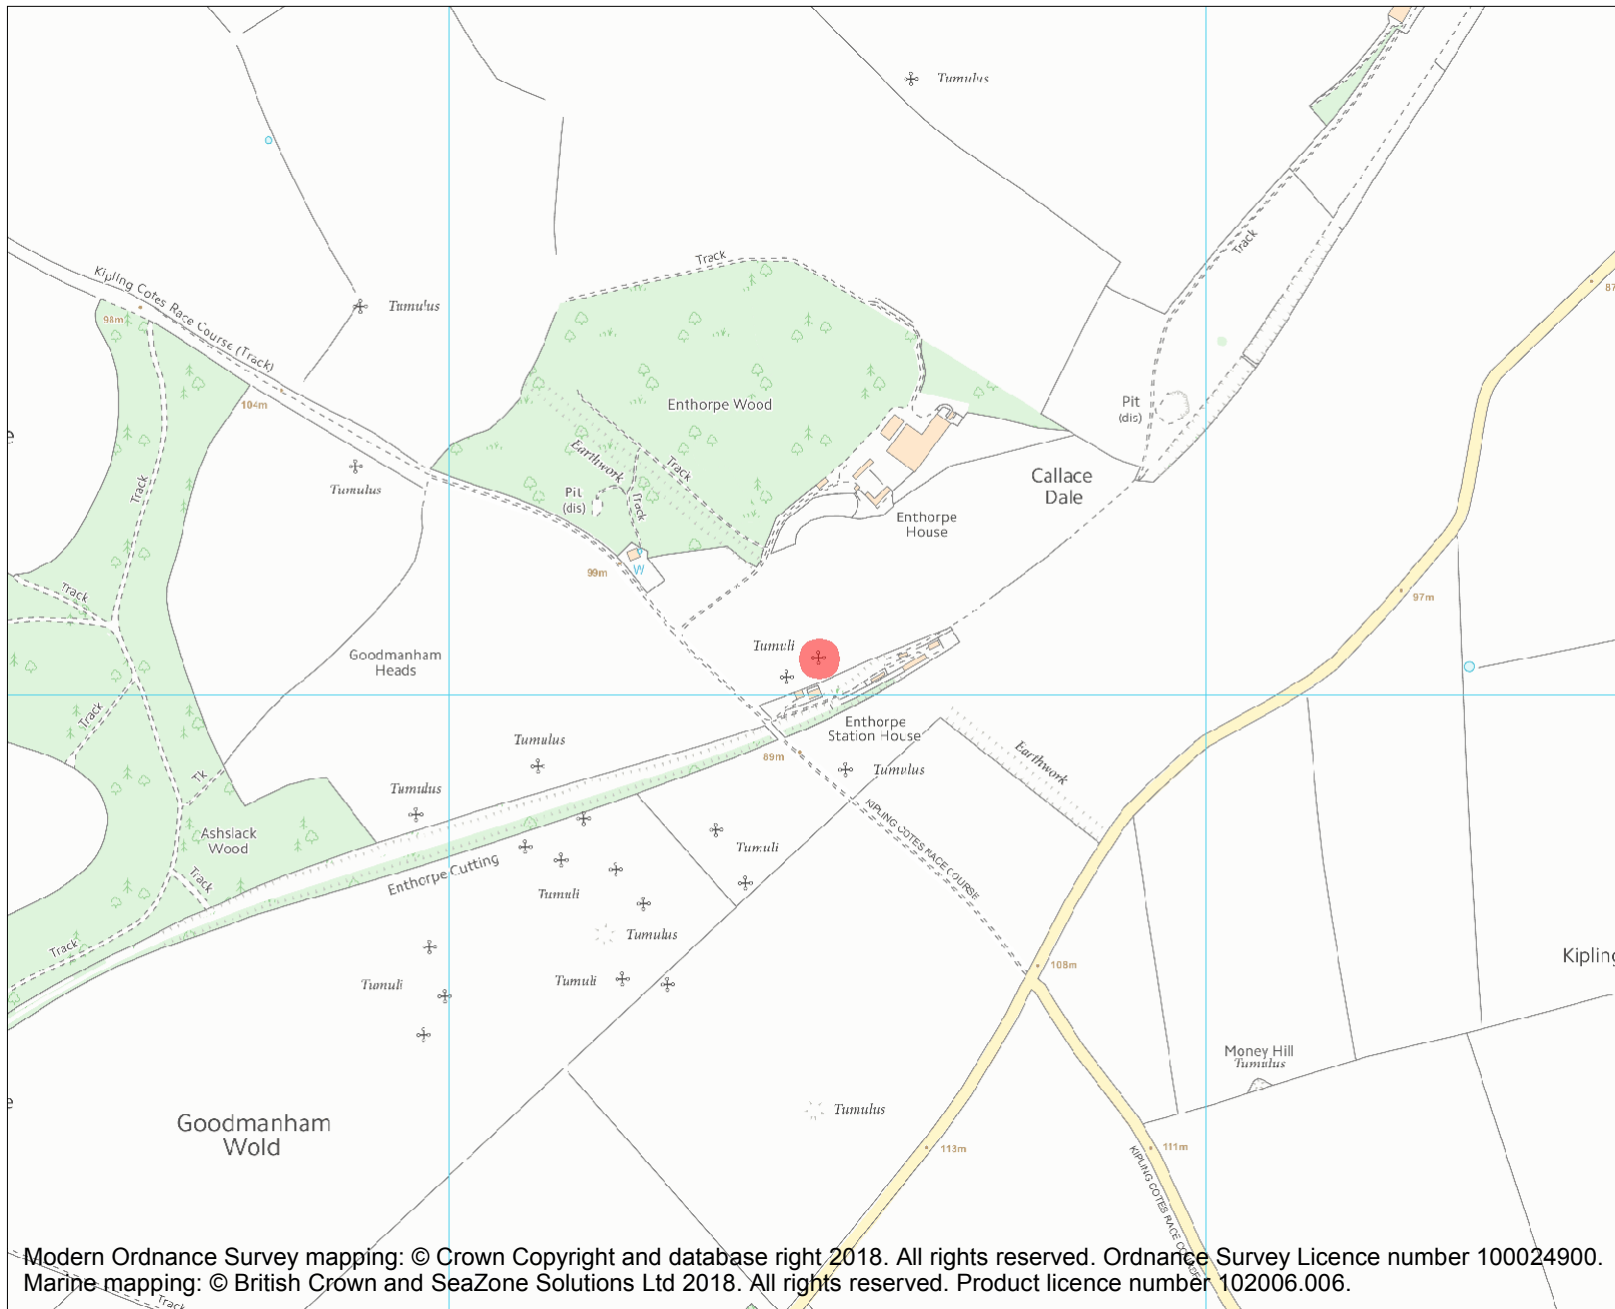 Tumulus
Track
Track
Kipling Cotes Race Course (Track)
98m
Tumulus
87
104m
Enthorpe Wood
Pit
(dis)
Earthwork
Track
Track
Pit
(dis)
Track
Tumulus
Callace
Dale
Enthorpe
House
W
99m
Track
97m
Tumuli
Goodmanham
Heads
Track
Enthorpe
Station House
Tumulus
89m
Earthwork
Tumulus
Tk
Tumulus
KIPLING COTES RACE COURSE
Ashslack
Wood
Tumuli
Enthorpe Cutting
Track
Tumuli
Tumulus
Track
Kipling
108m
Tumuli
Tumuli
Money Hill
Tumulus
Tumulus
Goodmanham
Wold
113m
111m
KIPLING COTES RACE COURSE
Modern Ordnance Survey mapping: © Crown Copyright and database right 2018. All rights reserved. Ordnance Survey Licence number 100024900.
Marine mapping: © British Crown and SeaZone Solutions Ltd 2018. All rights reserved. Product licence number 102006.006.
Track